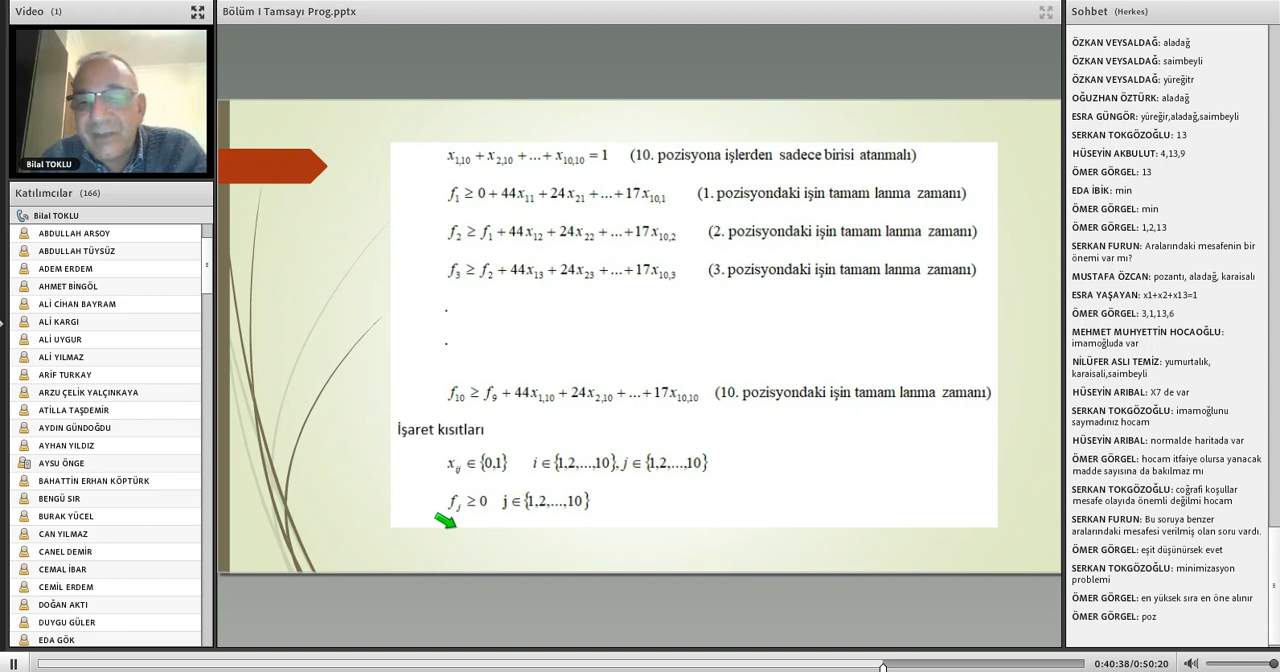 Video (1)
Bilal TOKLU
Katılımcılar (166)
Bilal TOKLU
ABDULLAH ARSOY
ABDULLAH TÜYSÜZ
ADEM ERDEM
AHMET BİNGÖL
ALİ CİHAN BAYRAM
ALİ KARGI
ALİ UYGUR
ALİ YILMAZ
ARİF TURKAY
ARZU ÇELİK YALÇINKAYA
ATİLLA TAŞDEMİR
AYDIN GÜNDOĞDU
AYHAN YILDIZ
AYSU ÖNGE
BAHATTİN ERHAN KÖPTÜRK
BENGÜ SIR
BURAK YÜCEL
CAN YILMAZ
CANEL DEMİR
CEMAL İBAR
CEMİL ERDEM
DOĞAN AKTI
DUYGU GÜLER
EDA GÖK
Bölüm I Tamsayı Prog.pptx
x1,10 + x2,10 + ... + x10,10 = 1 (10. pozisyona işlerden sadece birisi atanmalı)
f1 ≥ 0 + 44x11 + 24x21 + ... + 17x10,1 (1. pozisyondaki işin tamam lanma zamanı)
f2 ≥ f1 + 44x12 + 24x22 + ... + 17x10,2 (2. pozisyondaki işin tamam lanma zamanı)
f3 ≥ f2 + 44x13 + 24x23 + ... + 17x10,3 (3. pozisyondaki işin tamam lanma zamanı)
.
.
f10 ≥ f9 + 44x1,10 + 24x2,10 + ... + 17x10,10 (10. pozisyondaki işin tamam lanma zamanı)
İşaret kısıtları
xij ∈ {0,1} i ∈ {1,2,...,10}, j ∈ {1,2,...,10}
fj ≥ 0 j ∈ {1,2,...,10}
Sohbet (Herkes)
ÖZKAN VEYSALDAĞ: aladağ
ÖZKAN VEYSALDAĞ: saimbeyli
ÖZKAN VEYSALDAĞ: yüreğitr
OĞUZHAN ÖZTÜRK: aladağ
ESRA GÜNGÖR: yüreğir,aladağ,saimbeyli
SERKAN TOKGÖZOĞLU: 13
HÜSEYİN AKBULUT: 4,13,9
ÖMER GÖRGEL: 13
EDA İBİK: min
ÖMER GÖRGEL: min
ÖMER GÖRGEL: 1,2,13
SERKAN FURUN: Aralarındaki mesafenin bir
önemi var mı?
MUSTAFA ÖZCAN: pozantı, aladağ, karaisalı
ESRA YAŞAYAN: x1+x2+x13=1
ÖMER GÖRGEL: 3,1,13,6
MEHMET MUHYETTİN HOCAOĞLU:
imamoğluda var
NİLÜFER ASLI TEMİZ: yumurtalık,
karaisali,saimbeyli
HÜSEYİN ARIBAL: X7 de var
SERKAN TOKGÖZOĞLU: imamoğlunu
saymadınız hocam
HÜSEYİN ARIBAL: normalde haritada var
ÖMER GÖRGEL: hocam itfaiye olursa yanacak
madde sayısına da bakılmaz mı
SERKAN TOKGÖZOĞLU: coğrafi koşullar
mesafe olayıda önemli değilmi hocam
SERKAN FURUN: Bu soruya benzer
aralarındaki mesafesi verilmiş olan soru vardı.
ÖMER GÖRGEL: eşit düşünürsek evet
SERKAN TOKGÖZOĞLU: minimizasyon
problemi
ÖMER GÖRGEL: en yüksek sıra en öne alınır
ÖMER GÖRGEL: poz
0:40:38/0:50:20